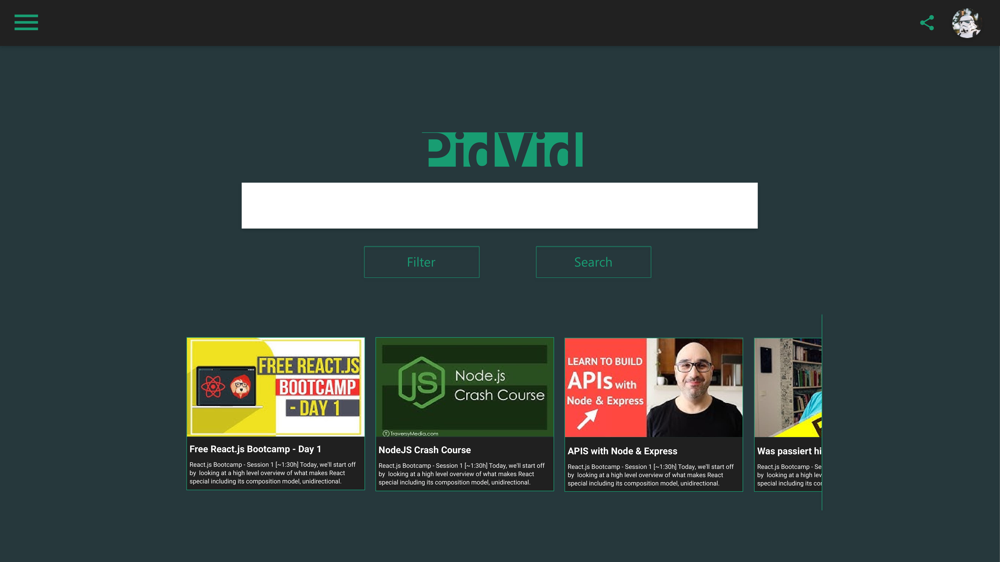 PidVid
Filter
Search
FREE REACT.JS
BOOTCAMP
- DAY 1
Free React.js Bootcamp - Day 1
React.js Bootcamp - Session 1 [~1:30h] Today, we'll start off
by  looking at a high level overview of what makes React
special including its composition model, unidirectional.
JS
Node.js
Crash Course
TraversyMedia.com
NodeJS Crash Course
React.js Bootcamp - Session 1 [~1:30h] Today, we'll start off
by  looking at a high level overview of what makes React
special including its composition model, unidirectional.
LEARN TO BUILD
APIs with
Node & Express
APIS with Node & Express
React.js Bootcamp - Session 1 [~1:30h] Today, we'll start off
by  looking at a high level overview of what makes React
special including its composition model, unidirectional.
Was passiert hi
React.js Bootcamp - Se
by  looking at a high lev
special including its cor